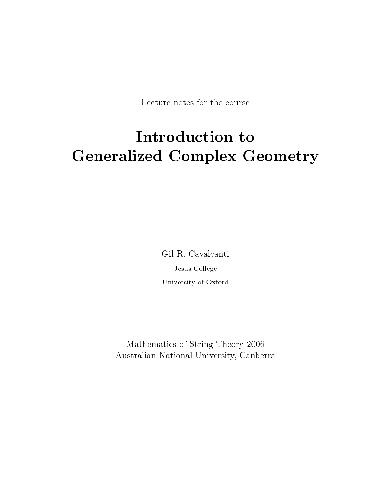 Lecture notes for the course
Introduction to
Generalized Complex Geometry
Gil R. Cavalcanti
Jesus College
University of Oxford
Mathematics of String Theory 2006
Australian National University, Canberra